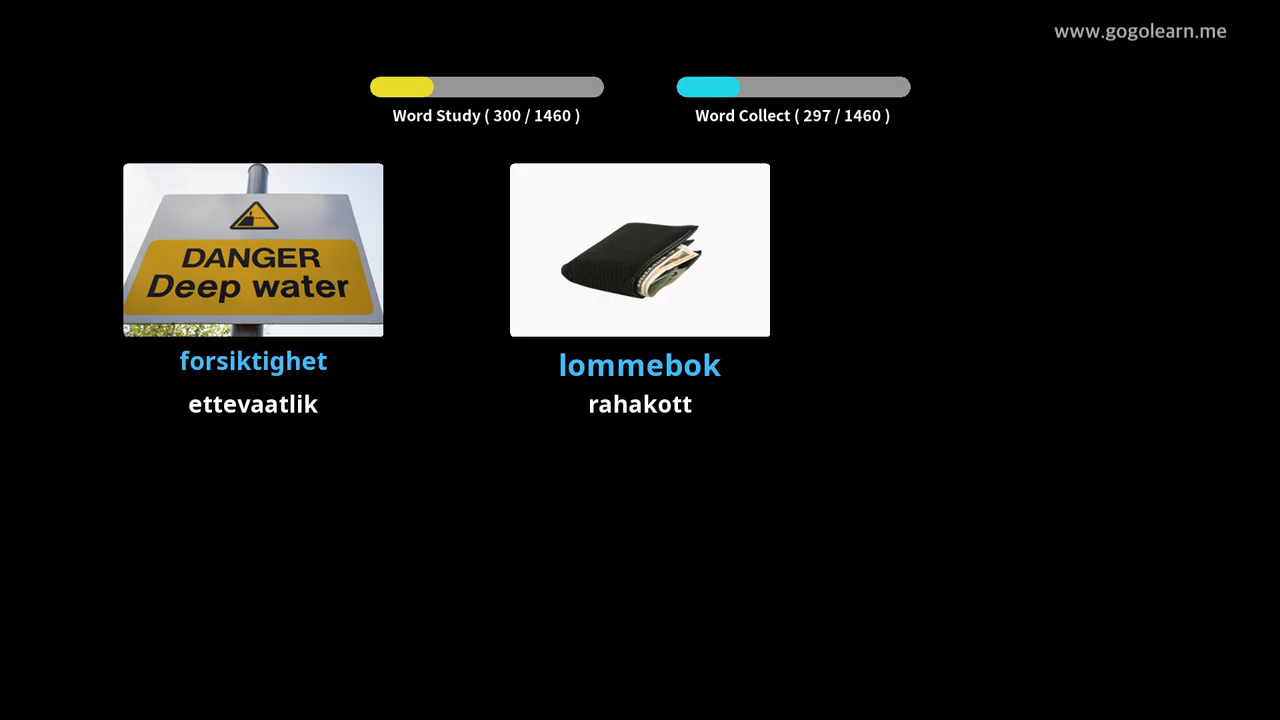 www.gogolearn.me
Word Study ( 300 / 1460 )
Word Collect ( 297 / 1460 )
DANGER
Deep water
forsiktighet
lommebok
ettevaatlik
rahakott